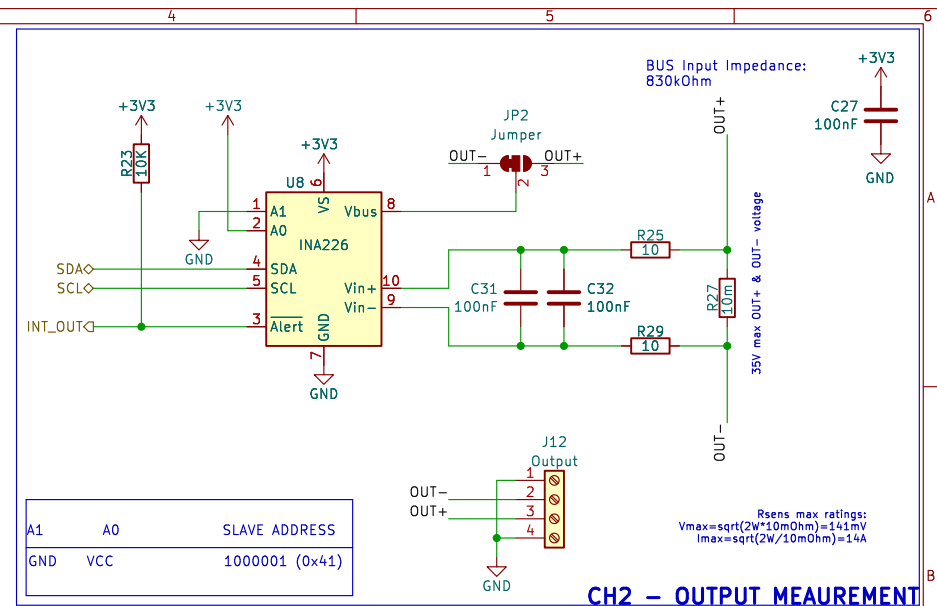 4
5
6
BUS Input Impedance:
830kOhm
+3V3
C27
100nF
GND
OUT+
+3V3
+3V3
R23
10K
+3V3
JP2
Jumper
OUT-
OUT+
1
2
3
U8
6
VS
1
A1
Vbus
8
2
A0
INA226
GND
SDA
4
SDA
SCL
5
SCL
Vin+
10
Vin-
9
INT_OUT
3
Alert
GND
7
GND
C31
100nF
C32
100nF
R25
10
R27
10m
R29
10
35V max OUT+ & OUT- voltage
A
OUT-
J12
Output
1
OUT-
2
OUT+
3
4
GND
Rsens max ratings:
Vmax=sqrt(2W*10mOhm)=141mV
Imax=sqrt(2W/10mOhm)=14A
A1 A0 SLAVE ADDRESS
GND VCC 1000001 (0x41)
B
CH2 - OUTPUT MEAUREMENT